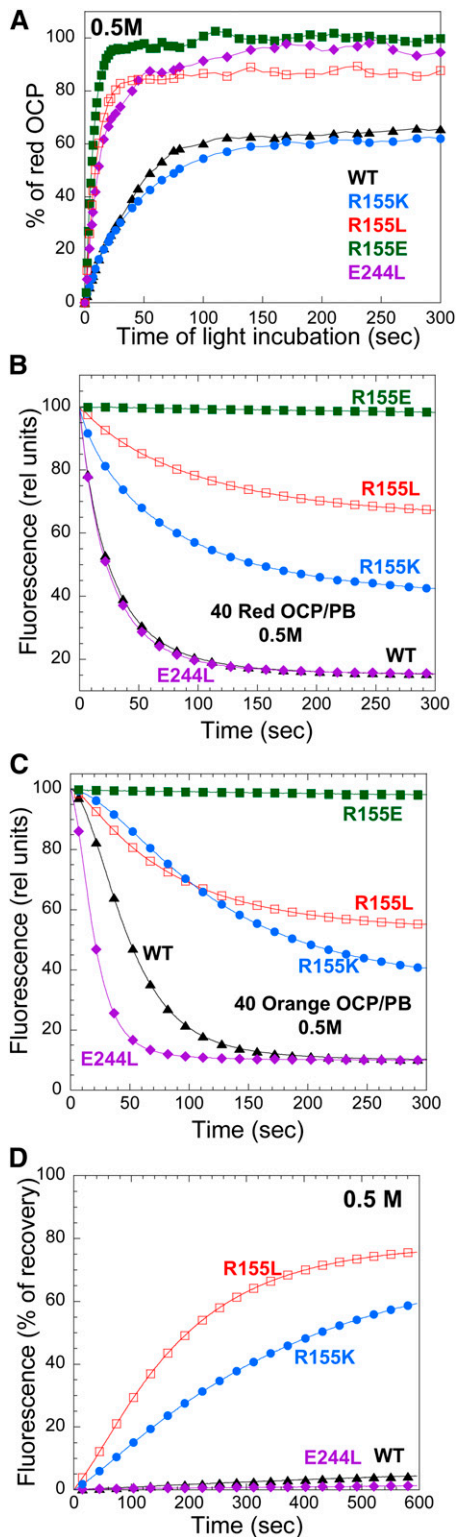 A
0.5M
100
80
60
40
20
0
% of red OCP
WT
R155K
R155L
R155E
E244L
0 50 100 150 200 250 300
Time of light incubation (sec)
B
100
80
60
40
20
Fluorescence (rel units)
R155E
R155L
R155K
40 Red OCP/PB
0.5M
WT
E244L
0 50 100 150 200 250 300
Time (sec)
C
100
80
60
40
20
0
Fluorescence (rel units)
R155E
R155L
WT
R155K
40 Orange OCP/PB
0.5M
E244L
0 50 100 150 200 250 300
Time (sec)
D
0.5 M
100
75
50
25
0
Fluorescence (% of recovery)
R155L
R155K
E244L WT
0 100 200 300 400 500 600
Time (sec)